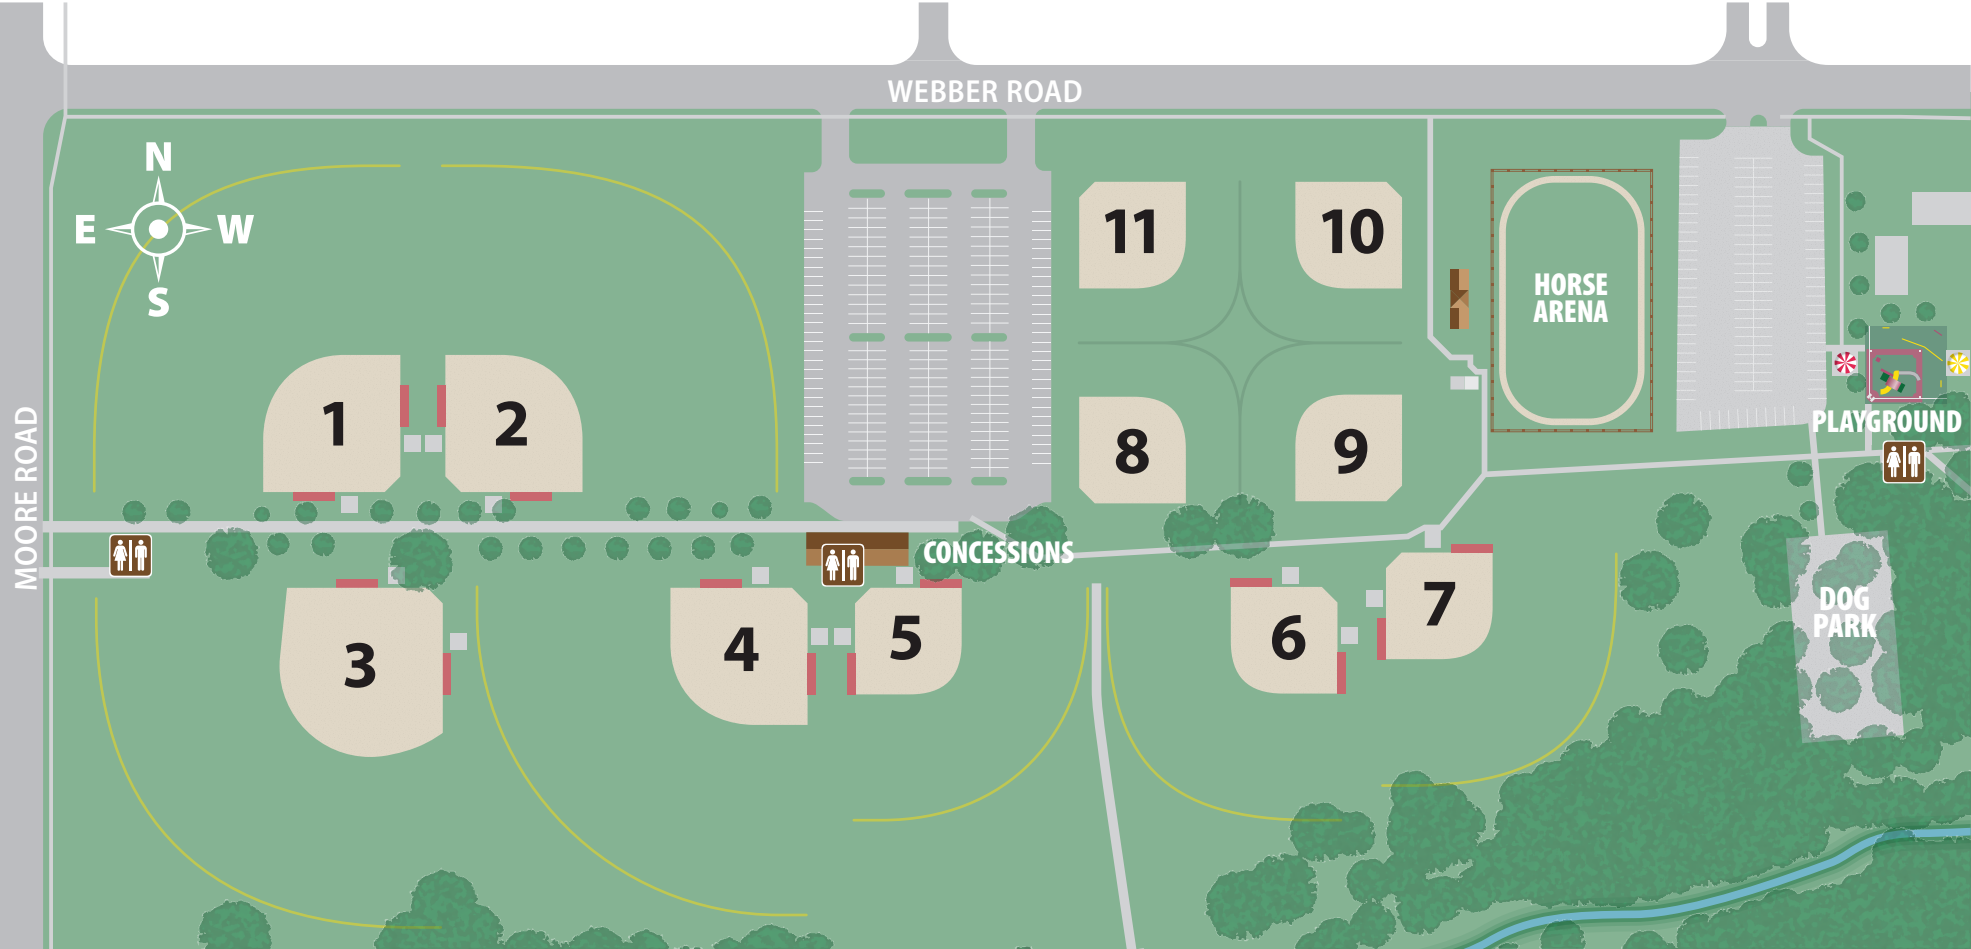 WEBBER ROAD
N
E
W
S
MOORE ROAD
11
10
HORSE
ARENA
1
2
8
9
PLAYGROUND
CONCESSIONS
3
4
5
6
7
DOG
PARK